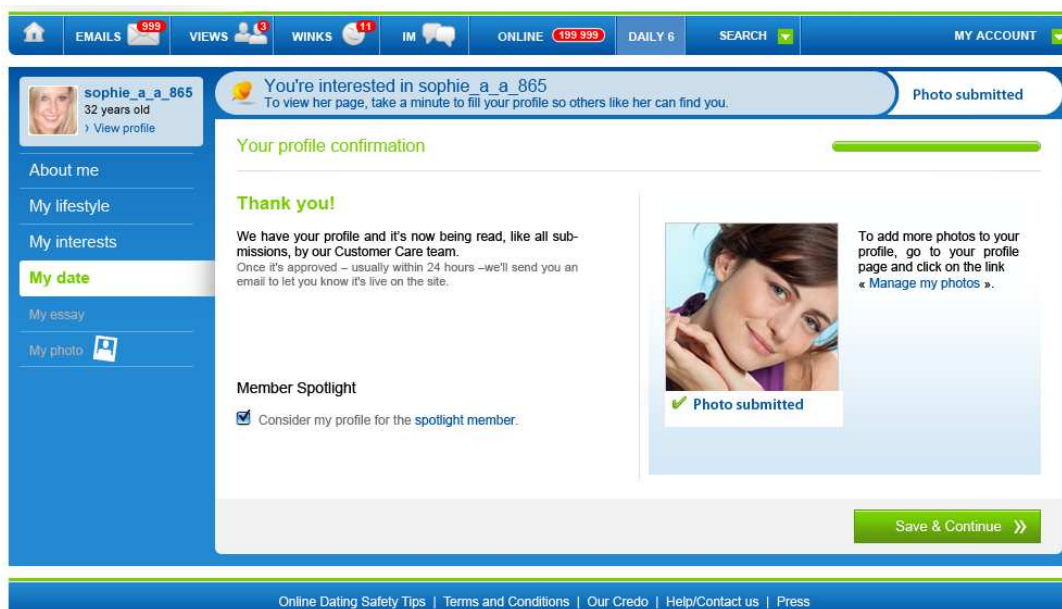 EMAILS 999 VIEWS 3 WINKS 11 IM ONLINE 199 999 DAILY 6 SEARCH MY ACCOUNT
sophie_a_a_865
32 years old
› View profile
You're interested in sophie_a_a_865
To view her page, take a minute to fill your profile so others like her can find you.
Photo submitted
About me
My lifestyle
My interests
My date
My essay
My photo
Your profile confirmation
Thank you!
We have your profile and it's now being read, like all sub-
missions, by our Customer Care team.
Once it's approved – usually within 24 hours –we'll send you an
email to let you know it's live on the site.
Member Spotlight
Consider my profile for the spotlight member.
Photo submitted
To add more photos to your
profile, go to your profile
page and click on the link
« Manage my photos ».
Save & Continue »
Online Dating Safety Tips | Terms and Conditions | Our Credo | Help/Contact us | Press